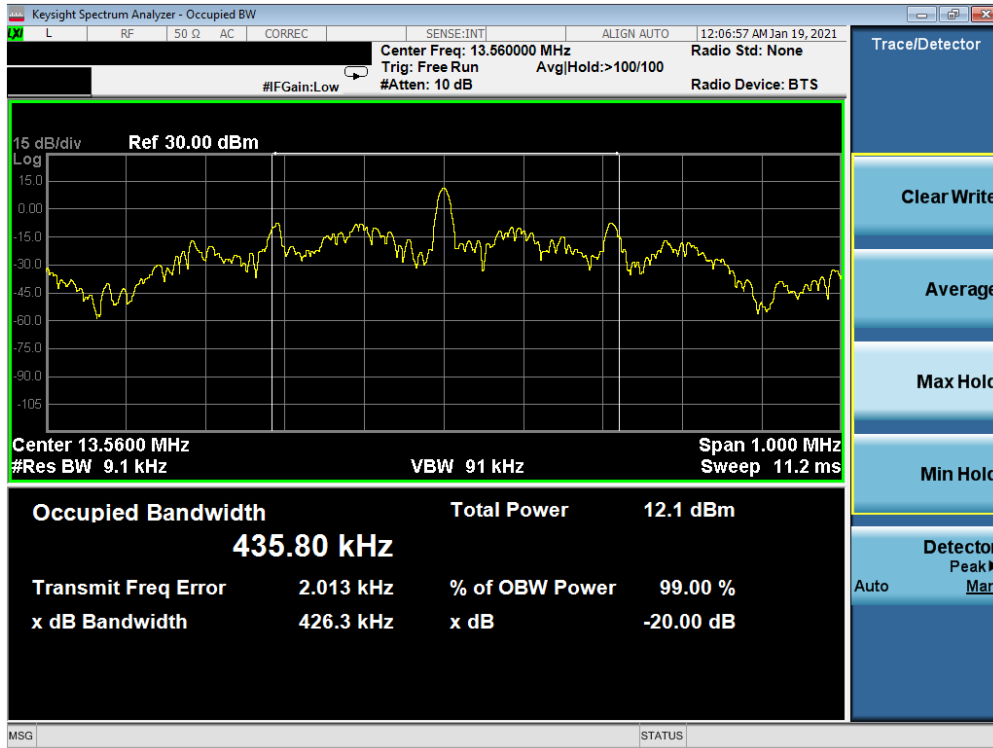 Keysight Spectrum Analyzer - Occupied BW
LXI L RF 50 Ω AC CORREC SENSE:INT ALIGN AUTO 12:06:57 AM Jan 19, 2021
Center Freq: 13.560000 MHz Radio Std: None
Trig: Free Run Avg|Hold:>100/100
#IFGain:Low #Atten: 10 dB Radio Device: BTS
Trace/Detector
15 dB/div Ref 30.00 dBm
Log
15.0
0.00
-15.0
-30.0
-45.0
-60.0
-75.0
-90.0
-105
Center 13.5600 MHz Span 1.000 MHz
#Res BW 9.1 kHz VBW 91 kHz Sweep 11.2 ms
Clear Write
Average
Max Hold
Min Hold
Detector
Peak
Auto Man
Occupied Bandwidth Total Power 12.1 dBm
435.80 kHz
Transmit Freq Error 2.013 kHz % of OBW Power 99.00 %
x dB Bandwidth 426.3 kHz x dB -20.00 dB
MSG STATUS